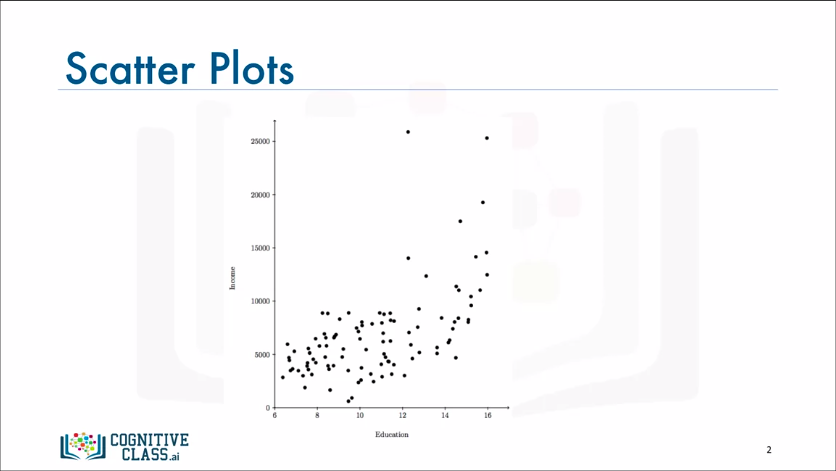 Scatter Plots
25000
20000
15000
10000
5000
0
Income
6 8 10 12 14 16
Education
COGNITIVE
CLASS.ai
2